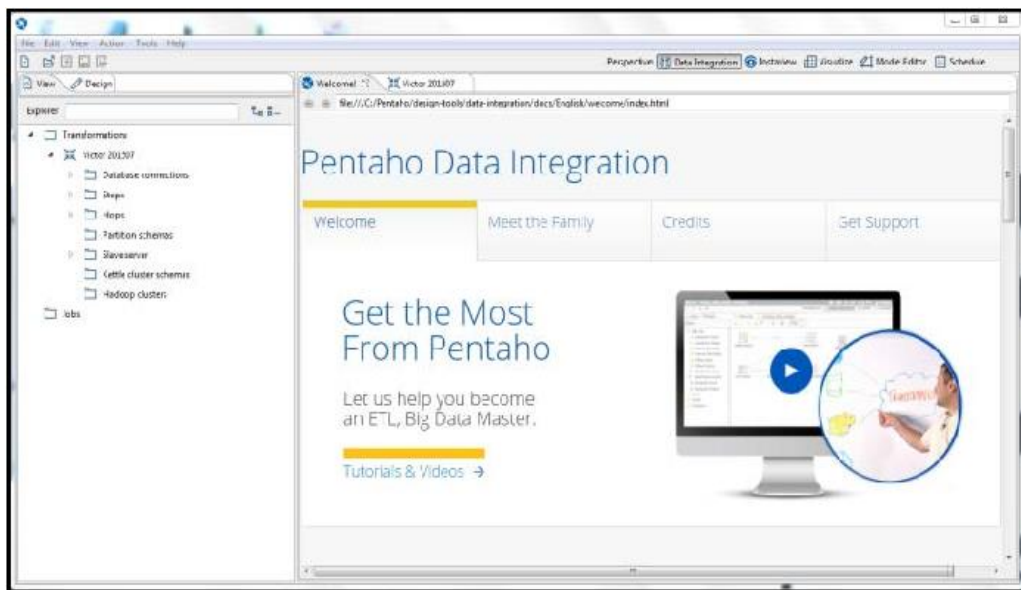 File Edit View Action Tools Help
Perspective: Data Integration Instaview Visualize Model Editor Schedule
View Design
Welcome! Victor 201307
Explorer
file:///C:/Pentaho/design-tools/data-integration/docs/English/welcome/index.html
Transformations
Victor 201307
Database connections
Steps
Hops
Partition schemas
Slave server
Kettle cluster schemas
Hadoop clusters
Jobs
Pentaho Data Integration
Welcome Meet the Family Credits Get Support
Get the Most
From Pentaho
Let us help you become
an ETL, Big Data Master.
Tutorials & Videos →